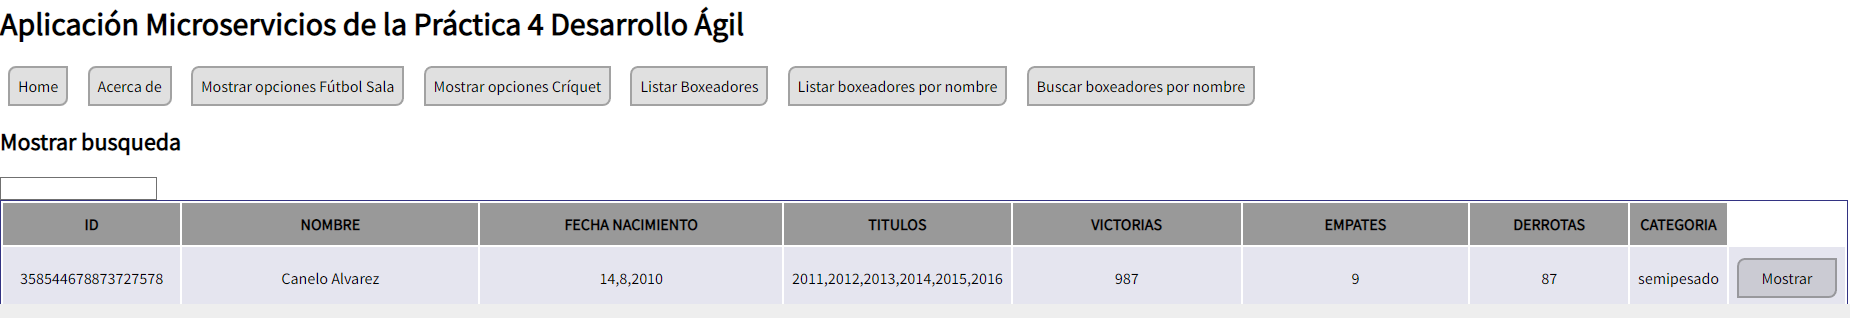 Aplicación Microservicios de la Práctica 4 Desarrollo Ágil
Home Acerca de Mostrar opciones Fútbol Sala Mostrar opciones Críquet Listar Boxeadores Listar boxeadores por nombre Buscar boxeadores por nombre
Mostrar busqueda
ID NOMBRE FECHA NACIMIENTO TITULOS VICTORIAS EMPATES DERROTAS CATEGORIA
358544678873727578 Canelo Alvarez 14,8,2010 2011,2012,2013,2014,2015,2016 987 9 87 semipesado Mostrar